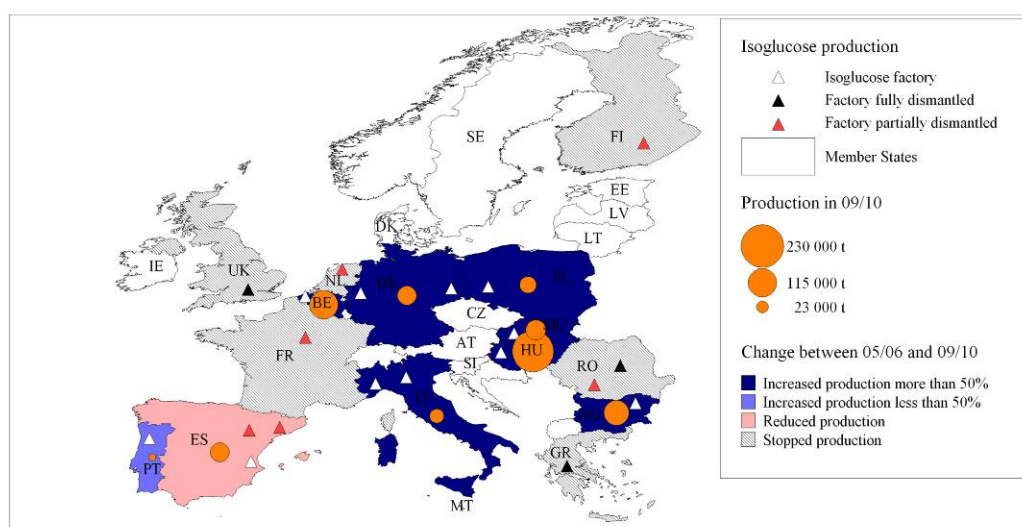 SE
FI
EE
LV
LT
DK
IE
UK
NL
DE
PL
BE
CZ
SK
AT
HU
SI
FR
RO
IT
BG
ES
PT
GR
MT
Isoglucose production
Isoglucose factory
Factory fully dismantled
Factory partially dismantled
Member States
Production in 09/10
230 000 t
115 000 t
23 000 t
Change between 05/06 and 09/10
Increased production more than 50%
Increased production less than 50%
Reduced production
Stopped production